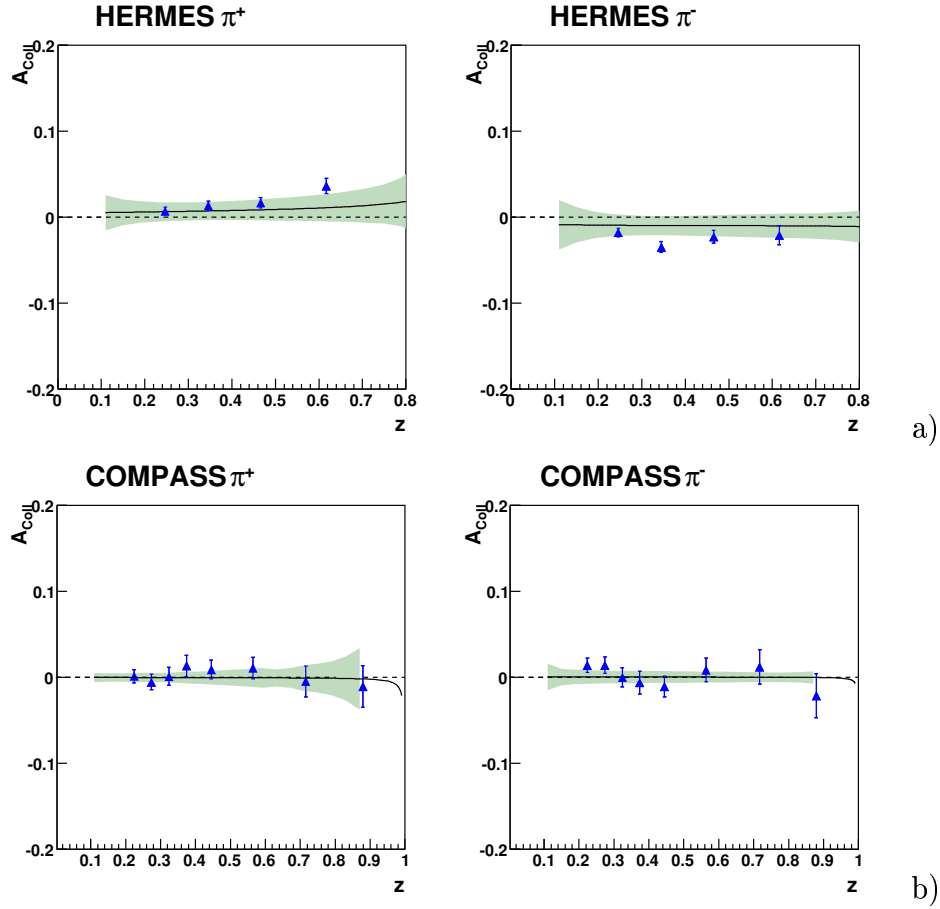 HERMES π+ HERMES π-
A_Coll 0.2 A_Coll 0.2
0.1 0.1
0 0
-0.1 -0.1
-0.2 -0.2
0 0.1 0.2 0.3 0.4 0.5 0.6 0.7 0.8 0 0.1 0.2 0.3 0.4 0.5 0.6 0.7 0.8
z z a)
COMPASS π+ COMPASS π-
A_Coll 0.2 A_Coll 0.2
0.1 0.1
0 0
-0.1 -0.1
-0.2 -0.2
0.1 0.2 0.3 0.4 0.5 0.6 0.7 0.8 0.9 1 0.1 0.2 0.3 0.4 0.5 0.6 0.7 0.8 0.9 1
z z b)